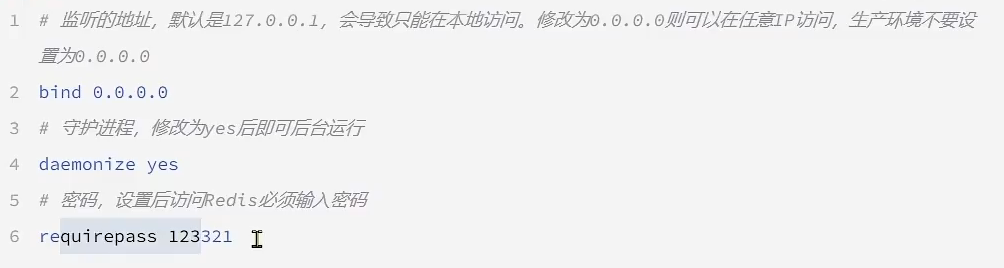 1 # 监听的地址，默认是127.0.0.1，会导致只能在本地访问。修改为0.0.0.0则可以在任意IP访问，生产环境不要设
置为0.0.0.0
2 bind 0.0.0.0
3 # 守护进程，修改为yes后即可后台运行
4 daemonize yes
5 # 密码，设置后访问Redis必须输入密码
6 requirepass 123321